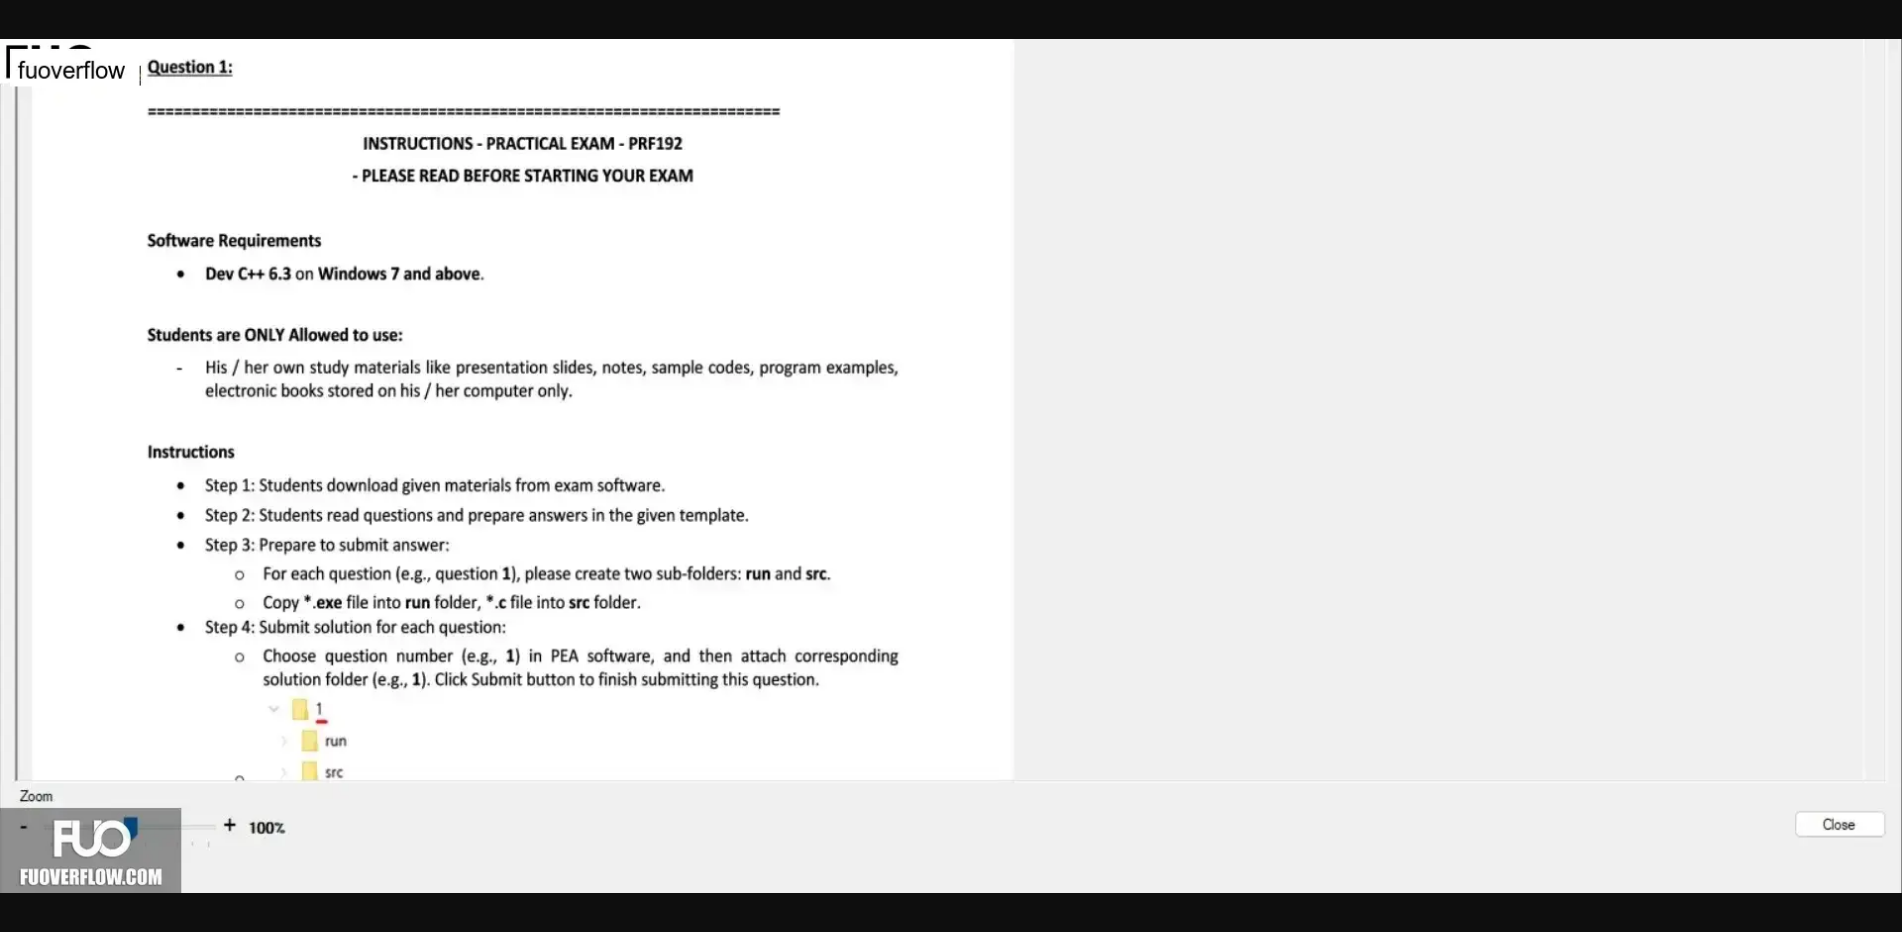 fuoverflow
Question 1:
========================================================================
INSTRUCTIONS - PRACTICAL EXAM - PRF192
- PLEASE READ BEFORE STARTING YOUR EXAM
Software Requirements
• Dev C++ 6.3 on Windows 7 and above.
Students are ONLY Allowed to use:
- His / her own study materials like presentation slides, notes, sample codes, program examples,
electronic books stored on his / her computer only.
Instructions
• Step 1: Students download given materials from exam software.
• Step 2: Students read questions and prepare answers in the given template.
• Step 3: Prepare to submit answer:
o For each question (e.g., question 1), please create two sub-folders: run and src.
o Copy *.exe file into run folder, *.c file into src folder.
• Step 4: Submit solution for each question:
o Choose question number (e.g., 1) in PEA software, and then attach corresponding
solution folder (e.g., 1). Click Submit button to finish submitting this question.
1
run
src
Zoom
- + 100%
Close
FUO
FUOVERFLOW.COM